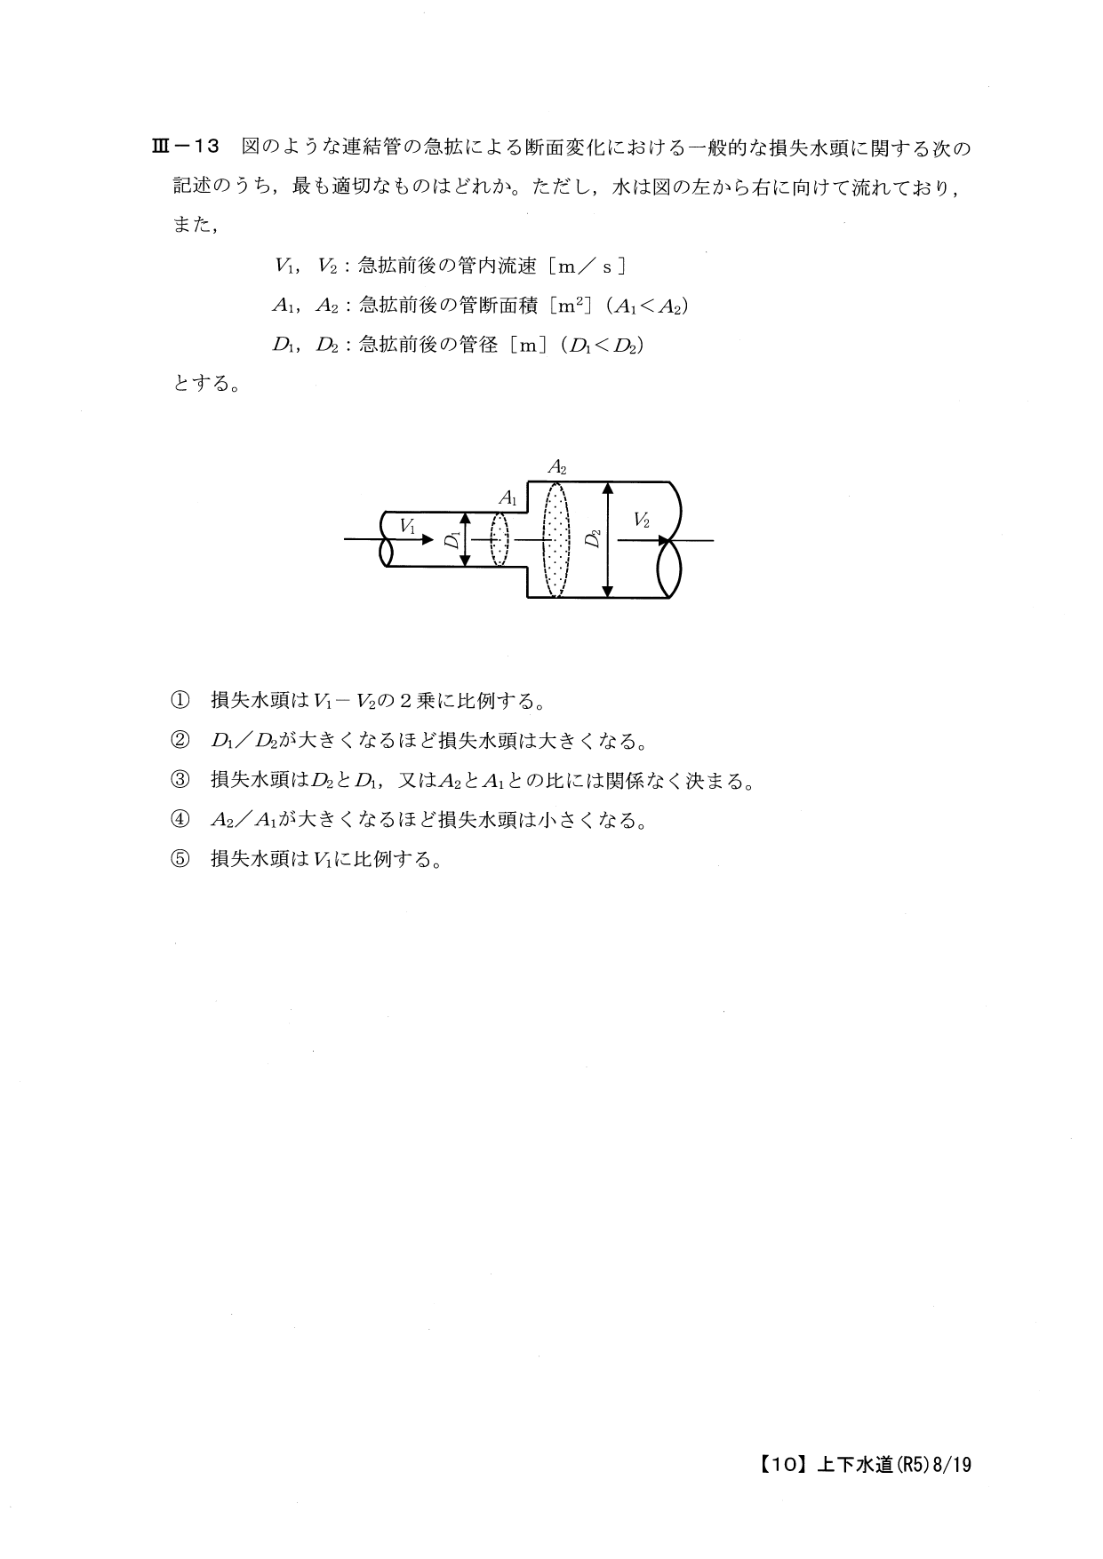 Ⅲ－13　図のような連結管の急拡による断面変化における一般的な損失水頭に関する次の
記述のうち，最も適切なものはどれか。ただし，水は図の左から右に向けて流れており，
また，
V₁，V₂：急拡前後の管内流速［m／s］
A₁，A₂：急拡前後の管断面積［m²］（A₁＜A₂）
D₁，D₂：急拡前後の管径［m］（D₁＜D₂）
とする。
A₂
A₁
V₁
D₁
D₂
V₂
①　損失水頭はV₁－V₂の２乗に比例する。
②　D₁／D₂が大きくなるほど損失水頭は大きくなる。
③　損失水頭はD₂とD₁，又はA₂とA₁との比には関係なく決まる。
④　A₂／A₁が大きくなるほど損失水頭は小さくなる。
⑤　損失水頭はV₁に比例する。
【10】上下水道(R5)8/19